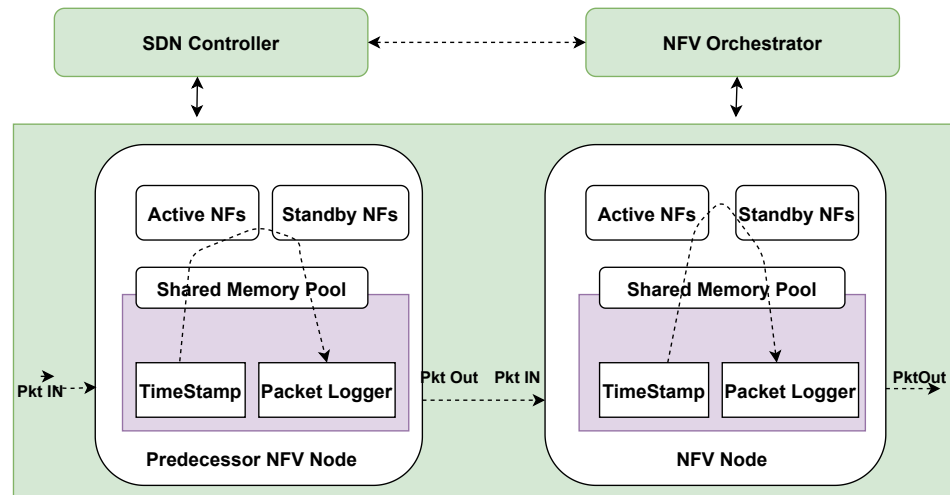 SDN Controller
NFV Orchestrator
Active NFs
Standby NFs
Shared Memory Pool
TimeStamp
Packet Logger
Predecessor NFV Node
Pkt IN
Pkt Out
Pkt IN
Active NFs
Standby NFs
Shared Memory Pool
TimeStamp
Packet Logger
NFV Node
PktOut